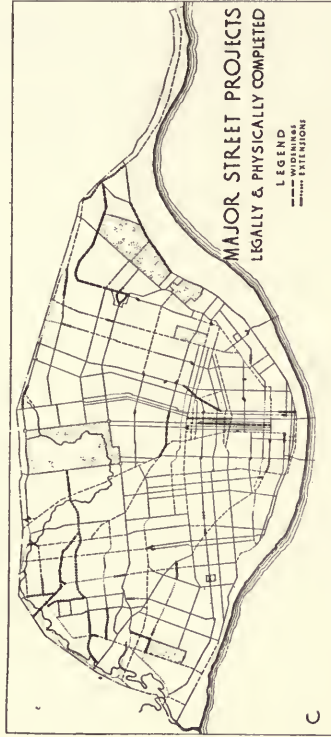 MAJOR STREET PROJECTS
LEGALLY & PHYSICALLY COMPLETED
LEGEND
WIDENINGS
EXTENSIONS
C